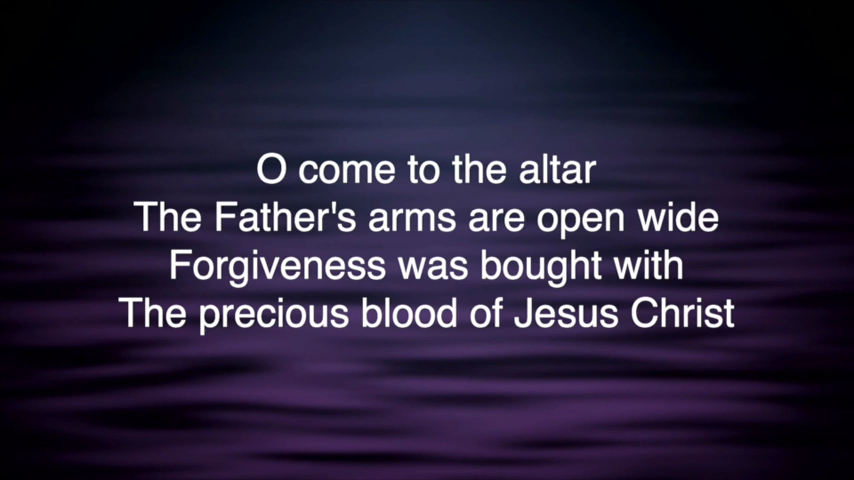 O come to the altar
The Father's arms are open wide
Forgiveness was bought with
The precious blood of Jesus Christ